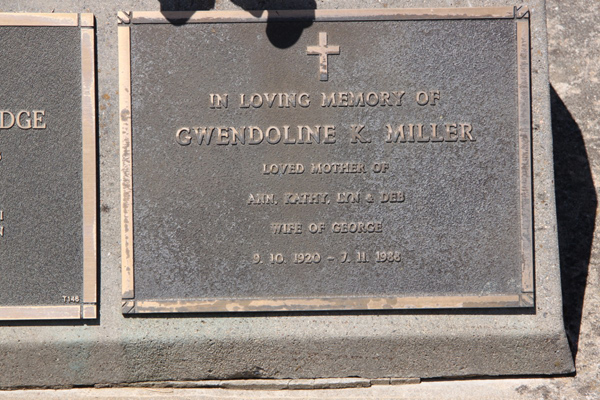 DGE
T146
IN LOVING MEMORY OF
GWENDOLINE K. MILLER
LOVED MOTHER OF
ANN, KATHY, LYN & DEB
WIFE OF GEORGE
9. 10. 1920 - 7. 11. 1988